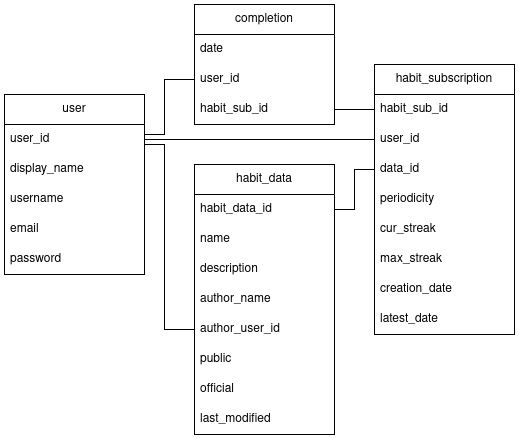 completion
date
user_id
habit_sub_id
habit_subscription
habit_sub_id
user_id
data_id
periodicity
cur_streak
max_streak
creation_date
latest_date
user
user_id
display_name
username
email
password
habit_data
habit_data_id
name
description
author_name
author_user_id
public
official
last_modified